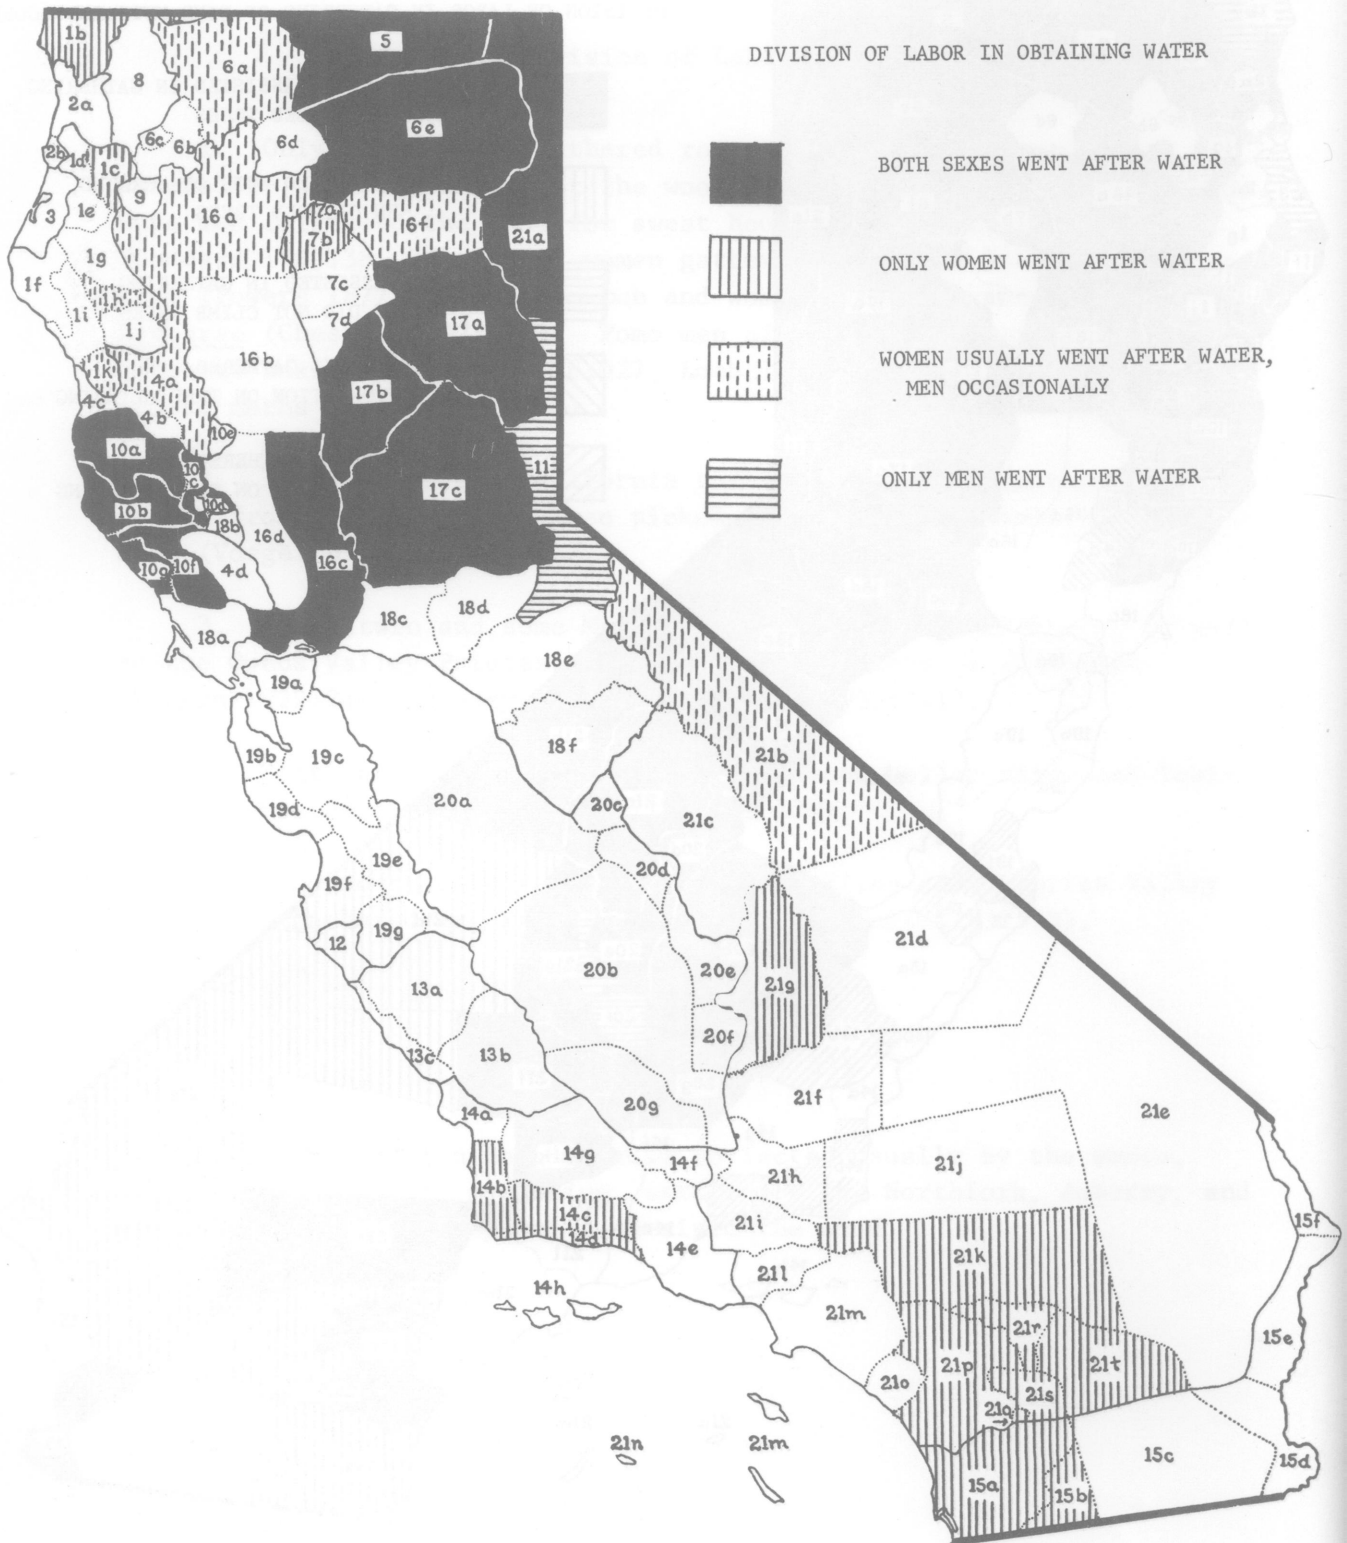 DIVISION OF LABOR IN OBTAINING WATER
BOTH SEXES WENT AFTER WATER
ONLY WOMEN WENT AFTER WATER
WOMEN USUALLY WENT AFTER WATER,
MEN OCCASIONALLY
ONLY MEN WENT AFTER WATER
1b
8
6a
5
2a
6c
6b
6d
6e
2b
1d
1c
9
3
1e
16a
7a
7b
6f
21a
1g
1f
7c
1h
1i
1j
7d
17a
16b
1k
4a
17b
4c
4b
10e
10a
10c
11
17c
10b
10d
18b
16d
10g
10f
4d
16c
18a
18c
18d
18e
19a
19b
19c
18f
21b
19d
20a
20c
21c
19e
20d
19f
12
19g
21d
20b
20e
21g
13a
20f
13c
13b
14a
20g
21f
21e
14g
14f
21h
21j
14b
14c
21i
15f
14d
14e
21k
21l
14h
21m
21r
15e
21p
21t
21o
21s
21q
21n
21m
15c
15d
15a
15b